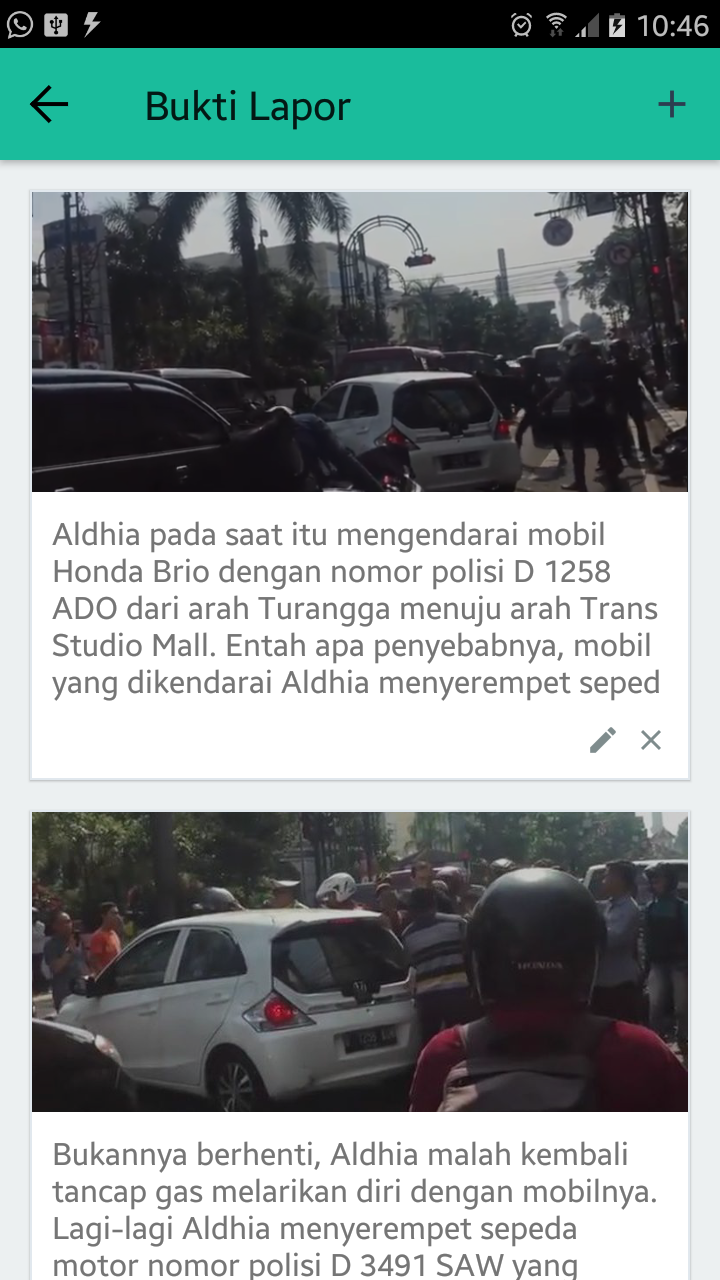 10:46
Bukti Lapor
Aldhia pada saat itu mengendarai mobil
Honda Brio dengan nomor polisi D 1258
ADO dari arah Turangga menuju arah Trans
Studio Mall. Entah apa penyebabnya, mobil
yang dikendarai Aldhia menyerempet seped
HONDA
Bukannya berhenti, Aldhia malah kembali
tancap gas melarikan diri dengan mobilnya.
Lagi-lagi Aldhia menyerempet sepeda
motor nomor polisi D 3491 SAW yang